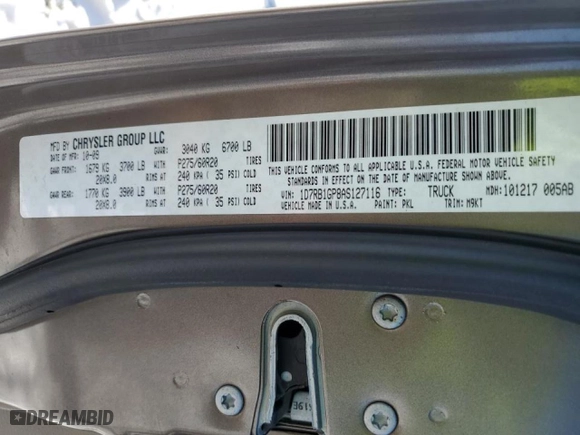 MFD BY CHRYSLER GROUP LLC
DATE OF MFG 10-09 GVWR: 3040 KG 6700 LB
GAWR FRONT: 1679 KG 3700 LB WITH P275/60R20 TIRES
20X8.0 RIMS AT 240 KPA ( 35 PSI) COLD
GAWR REAR: 1770 KG 3900 LB WITH P275/60R20 TIRES
20X8.0 RIMS AT 240 KPA ( 35 PSI) COLD
THIS VEHICLE CONFORMS TO ALL APPLICABLE U.S.A. FEDERAL MOTOR VEHICLE SAFETY
STANDARDS IN EFFECT ON THE DATE OF MANUFACTURE SHOWN ABOVE.
VIN: 1D7RB1GP8AS127116 TYPE: TRUCK MDH: 101217 005AB
VEHICLE MADE IN U.S.A. PAINT: PKL TRIM: M9KT
DREAMBID